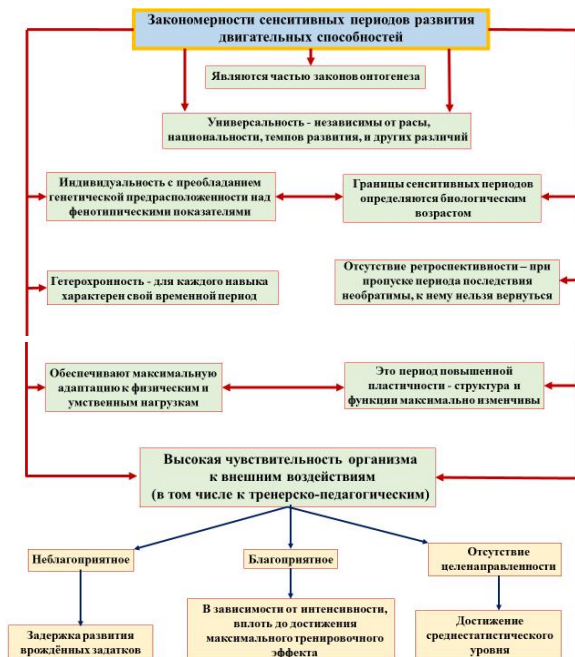 Закономерности сенситивных периодов развития
двигательных способностей
Являются частью законов онтогенеза
Универсальность - независимы от расы,
национальности, темпов развития, и других различий
Индивидуальность с преобладанием
генетической предрасположенности над
фенотипическими показателями
Границы сенситивных периодов
определяются биологическим
возрастом
Гетерохронность - для каждого навыка
характерен свой временной период
Отсутствие ретроспективности – при
пропуске периода последствия
необратимы, к нему нельзя вернуться
Обеспечивают максимальную
адаптацию к физическим и
умственным нагрузкам
Это период повышенной
пластичности - структура и
функции максимально изменчивы
Высокая чувствительность организма
к внешним воздействиям
(в том числе к тренерско-педагогическим)
Неблагоприятное
Благоприятное
Отсутствие
целенаправленности
Задержка развития
врождённых задатков
В зависимости от интенсивности,
вплоть до достижения
максимального тренировочного
эффекта
Достижение
среднестатистического
уровня